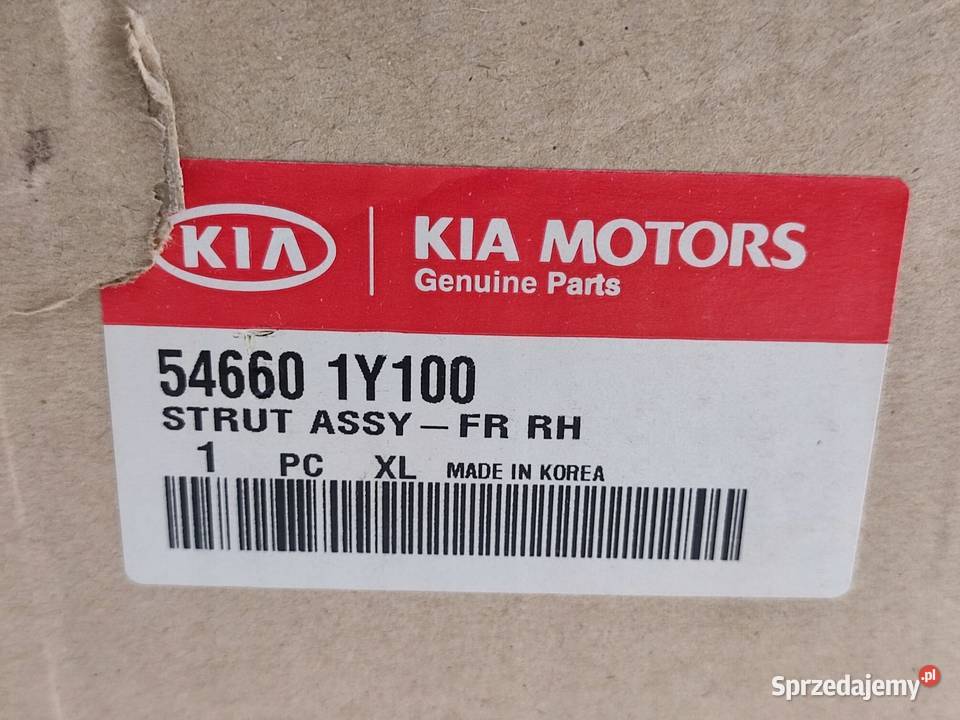 KIA
KIA MOTORS
Genuine Parts
54660 1Y100
STRUT ASSY-FR RH
1 PC XL MADE IN KOREA
Sprzedajemy.pl